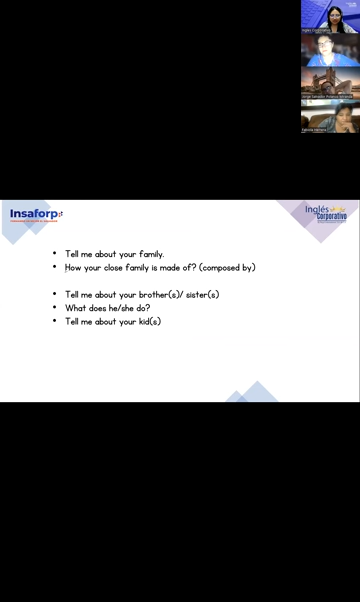 Insaforp
Inglés
Corporativo
• Tell me about your family.
• How your close family is made of? (composed by)
• Tell me about your brother(s)/ sister(s)
• What does he/she do?
• Tell me about your kid(s)